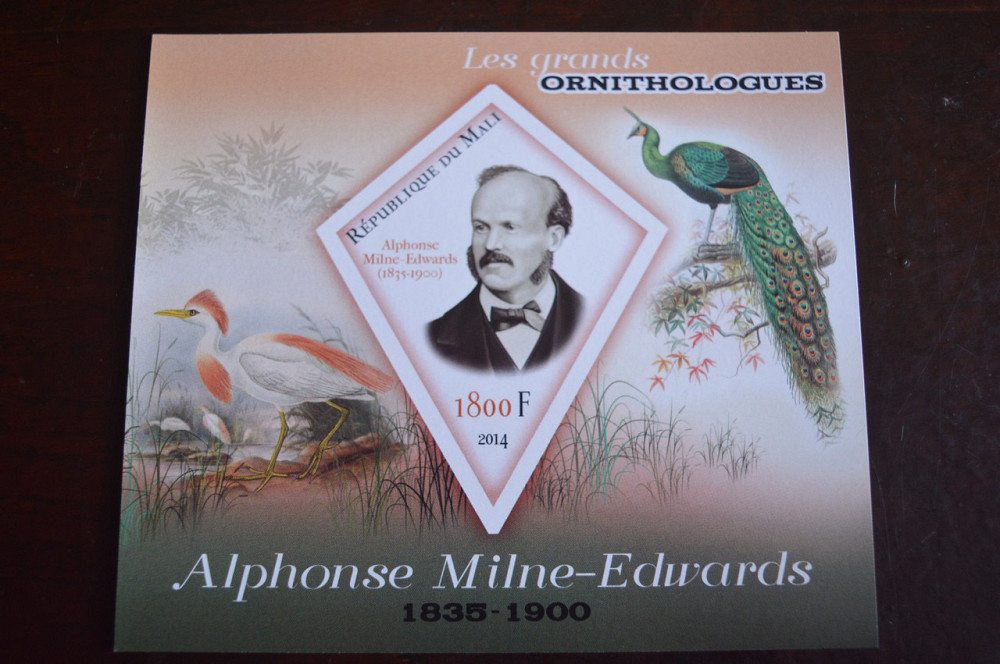 Les grands
ORNITHOLOGUES
RÉPUBLIQUE DU MALI
Alphonse
Milne-Edwards
(1835-1900)
1800 F
2014
Alphonse Milne-Edwards
1835-1900